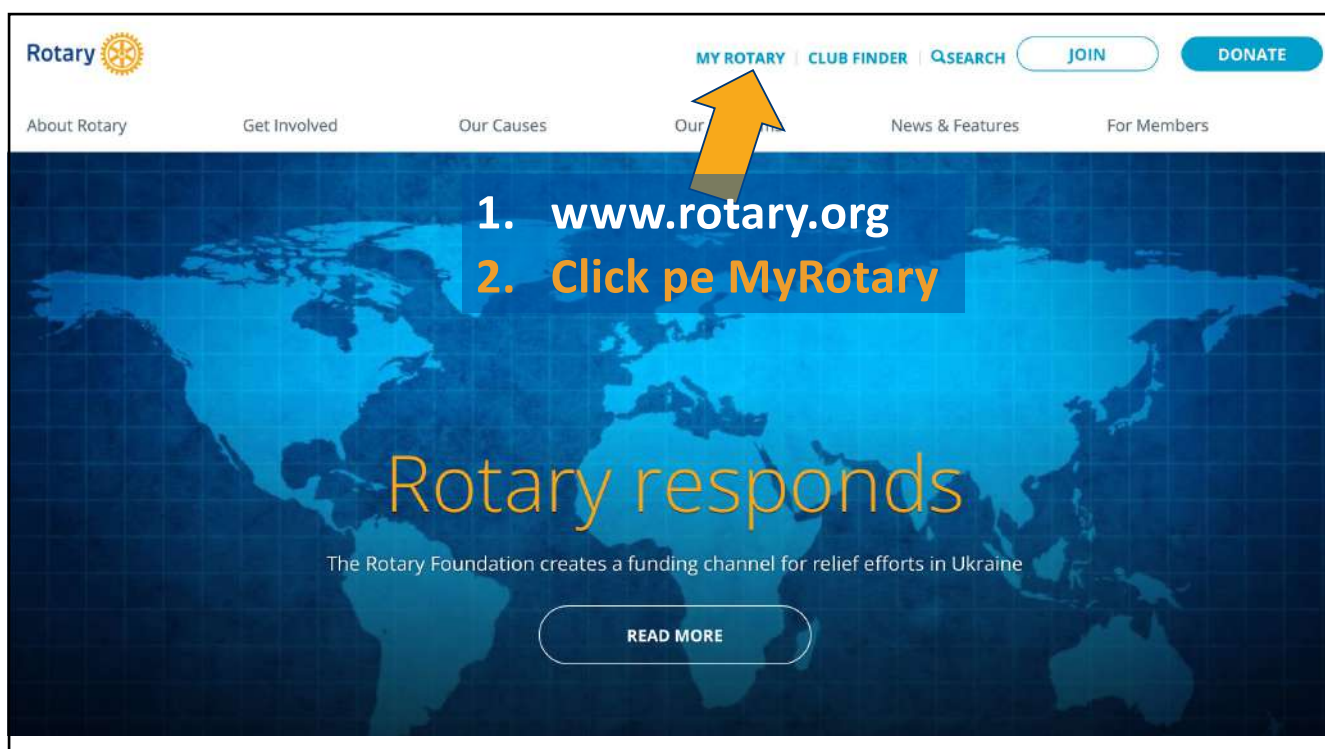 Rotary
MY ROTARY | CLUB FINDER | SEARCH JOIN DONATE
About Rotary Get Involved Our Causes Our News & Features For Members
1. www.rotary.org
2. Click pe MyRotary
Rotary responds
The Rotary Foundation creates a funding channel for relief efforts in Ukraine
READ MORE